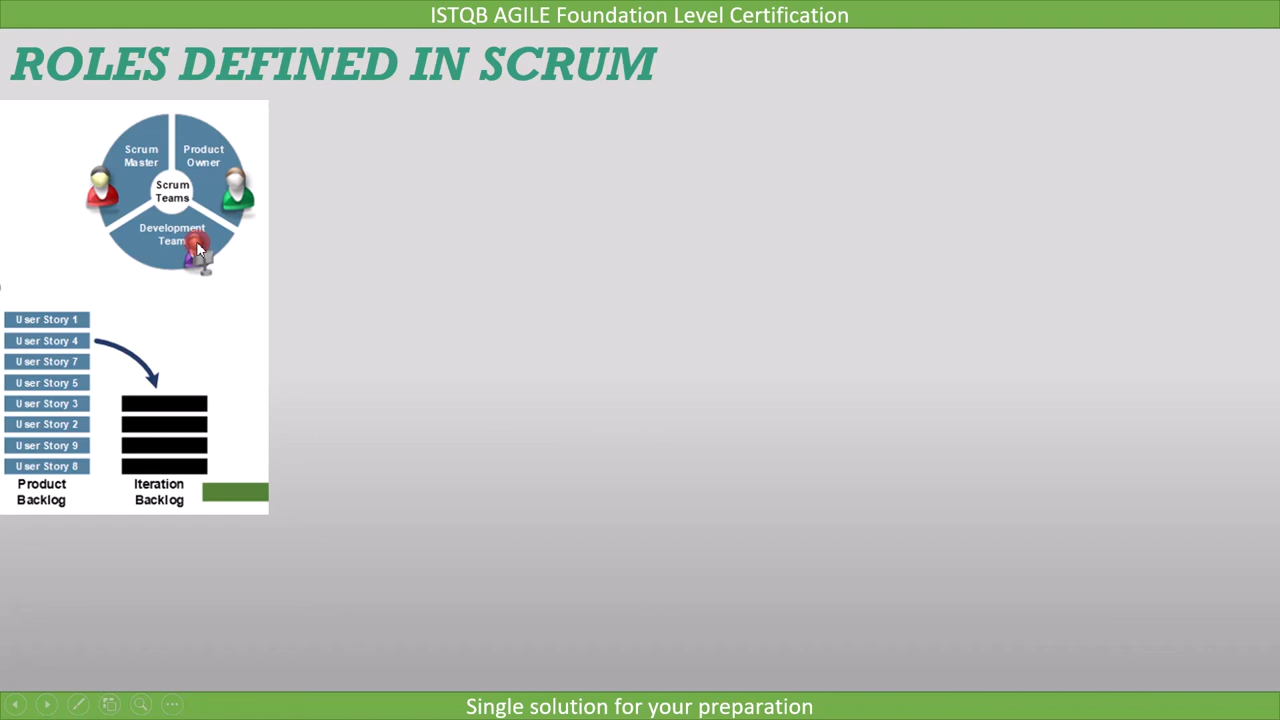 ISTQB AGILE Foundation Level Certification
ROLES DEFINED IN SCRUM
Scrum
Master
Product
Owner
Scrum
Teams
Development
Team
User Story 1
User Story 4
User Story 7
User Story 5
User Story 3
User Story 2
User Story 9
User Story 8
Product
Backlog
Iteration
Backlog
Single solution for your preparation